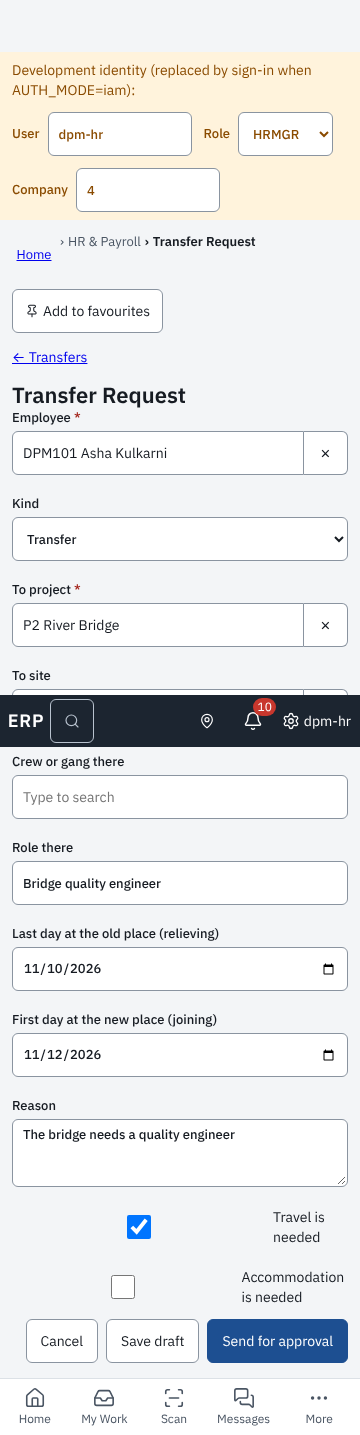 Development identity (replaced by sign-in when
AUTH_MODE=iam):
User dpm-hr Role HRMGR
Company 4
Home › HR & Payroll › Transfer Request
Add to favourites
← Transfers
Transfer Request
Employee *
DPM101 Asha Kulkarni ×
Kind
Transfer
To project *
P2 River Bridge ×
To site
ERP 10 dpm-hr
Crew or gang there
Type to search
Role there
Bridge quality engineer
Last day at the old place (relieving)
11/10/2026
First day at the new place (joining)
11/12/2026
Reason
The bridge needs a quality engineer
Travel is
needed
Accommodation
is needed
Cancel Save draft Send for approval
Home My Work Scan Messages More